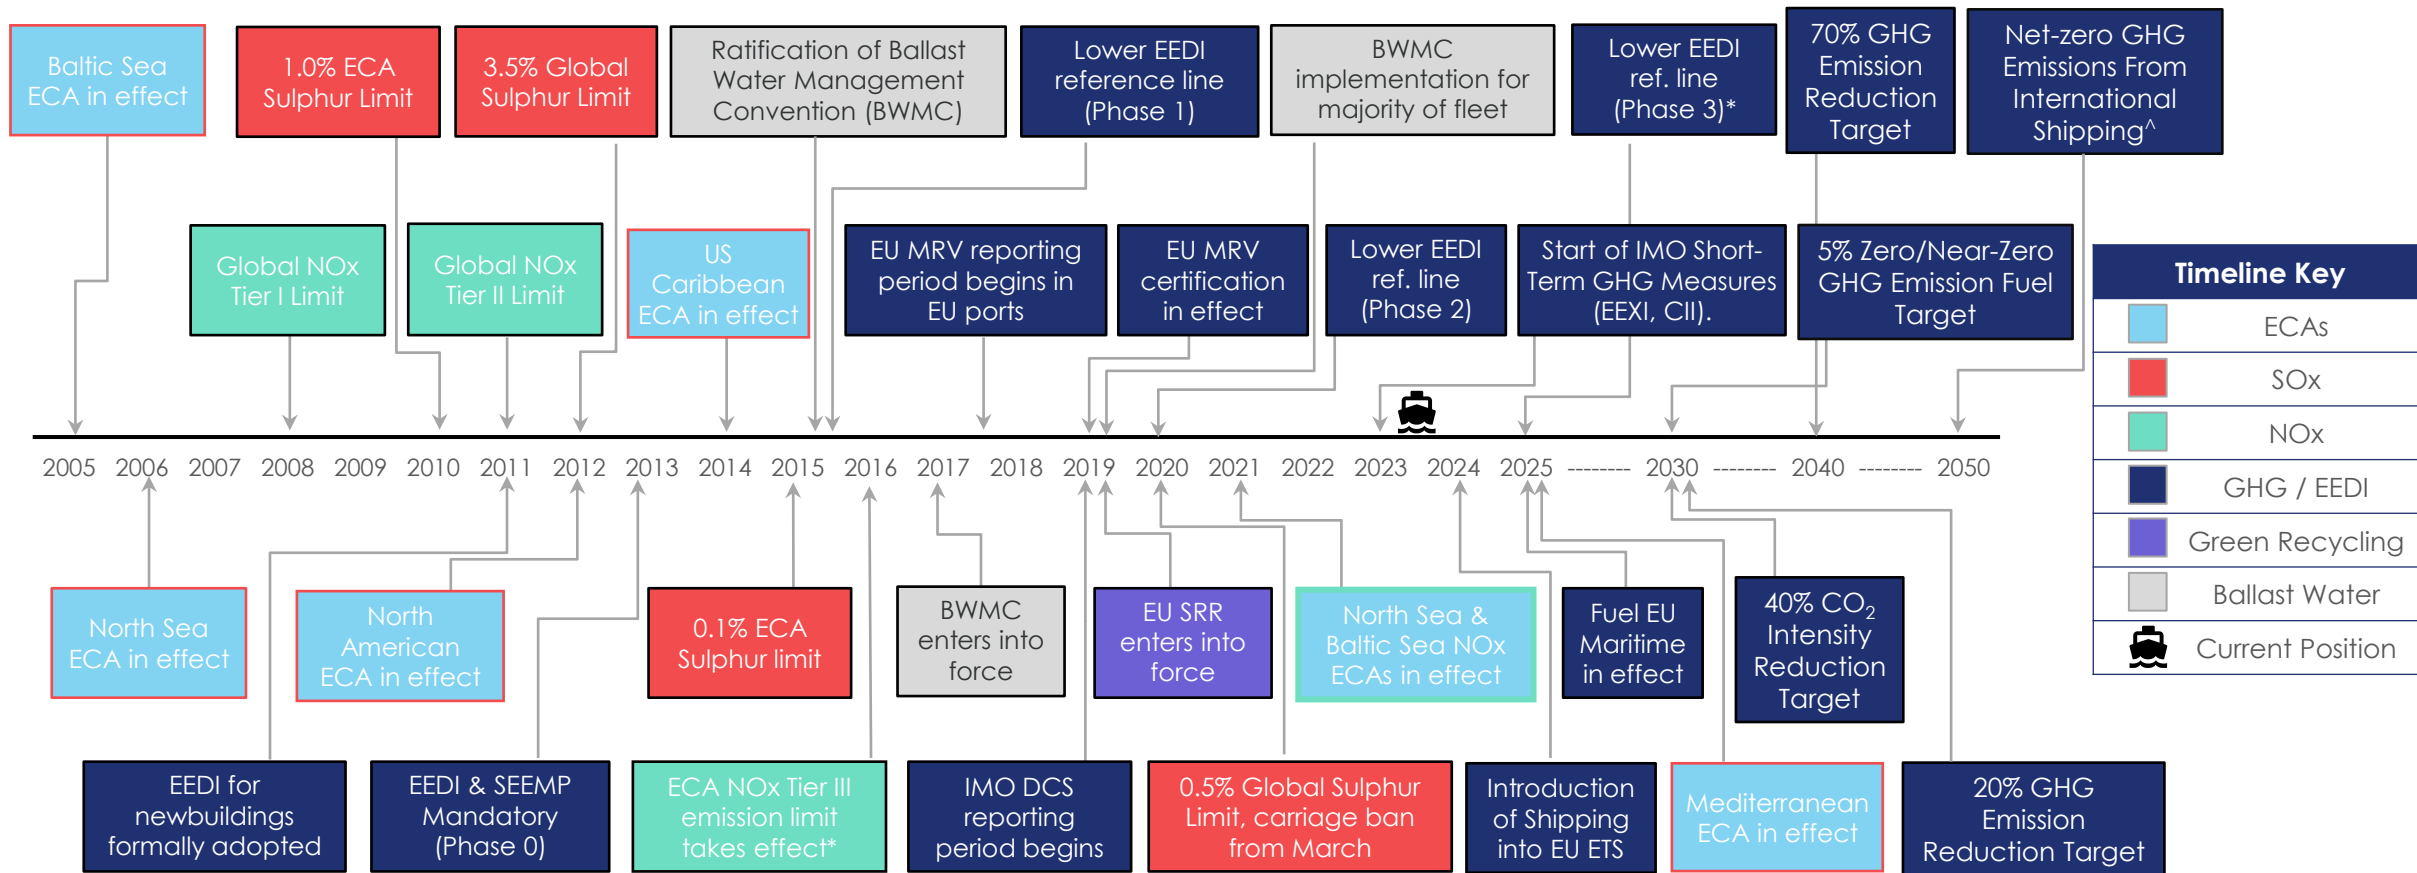 Baltic Sea
ECA in effect
1.0% ECA
Sulphur Limit
3.5% Global
Sulphur Limit
Ratification of Ballast
Water Management
Convention (BWMC)
Lower EEDI
reference line
(Phase 1)
BWMC
implementation for
majority of fleet
Lower EEDI
ref. line
(Phase 3)*
70% GHG
Emission
Reduction
Target
Net-zero GHG
Emissions From
International
Shipping^
Global NOx
Tier I Limit
Global NOx
Tier II Limit
US
Caribbean
ECA in effect
EU MRV reporting
period begins in
EU ports
EU MRV
certification
in effect
Lower EEDI
ref. line
(Phase 2)
Start of IMO Short-
Term GHG Measures
(EEXI, CII).
5% Zero/Near-Zero
GHG Emission Fuel
Target
Timeline Key
ECAs
SOx
NOx
GHG / EEDI
Green Recycling
Ballast Water
Current Position
2005 2006 2007 2008 2009 2010 2011 2012 2013 2014 2015 2016 2017 2018 2019 2020 2021 2022 2023 2024 2025 -------- 2030 -------- 2040 -------- 2050
North Sea
ECA in effect
North
American
ECA in effect
0.1% ECA
Sulphur limit
BWMC
enters into
force
EU SRR
enters into
force
North Sea &
Baltic Sea NOx
ECAs in effect
Fuel EU
Maritime
in effect
40% CO2
Intensity
Reduction
Target
EEDI for
newbuildings
formally adopted
EEDI & SEEMP
Mandatory
(Phase 0)
ECA NOx Tier III
emission limit
takes effect*
IMO DCS
reporting
period begins
0.5% Global Sulphur
Limit, carriage ban
from March
Introduction
of Shipping
into EU ETS
Mediterranean
ECA in effect
20% GHG
Emission
Reduction Target